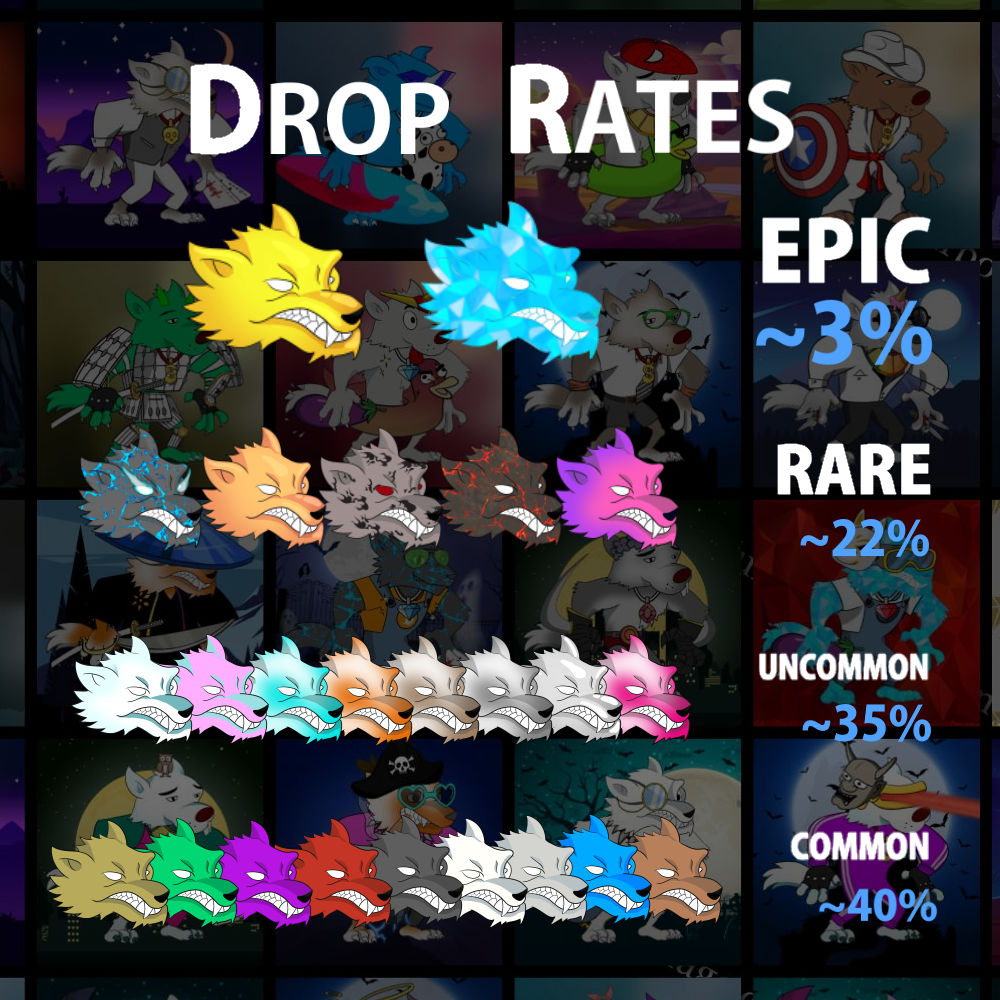 DROP RATES
EPIC
~3%
RARE
~22%
UNCOMMON
~35%
COMMON
~40%